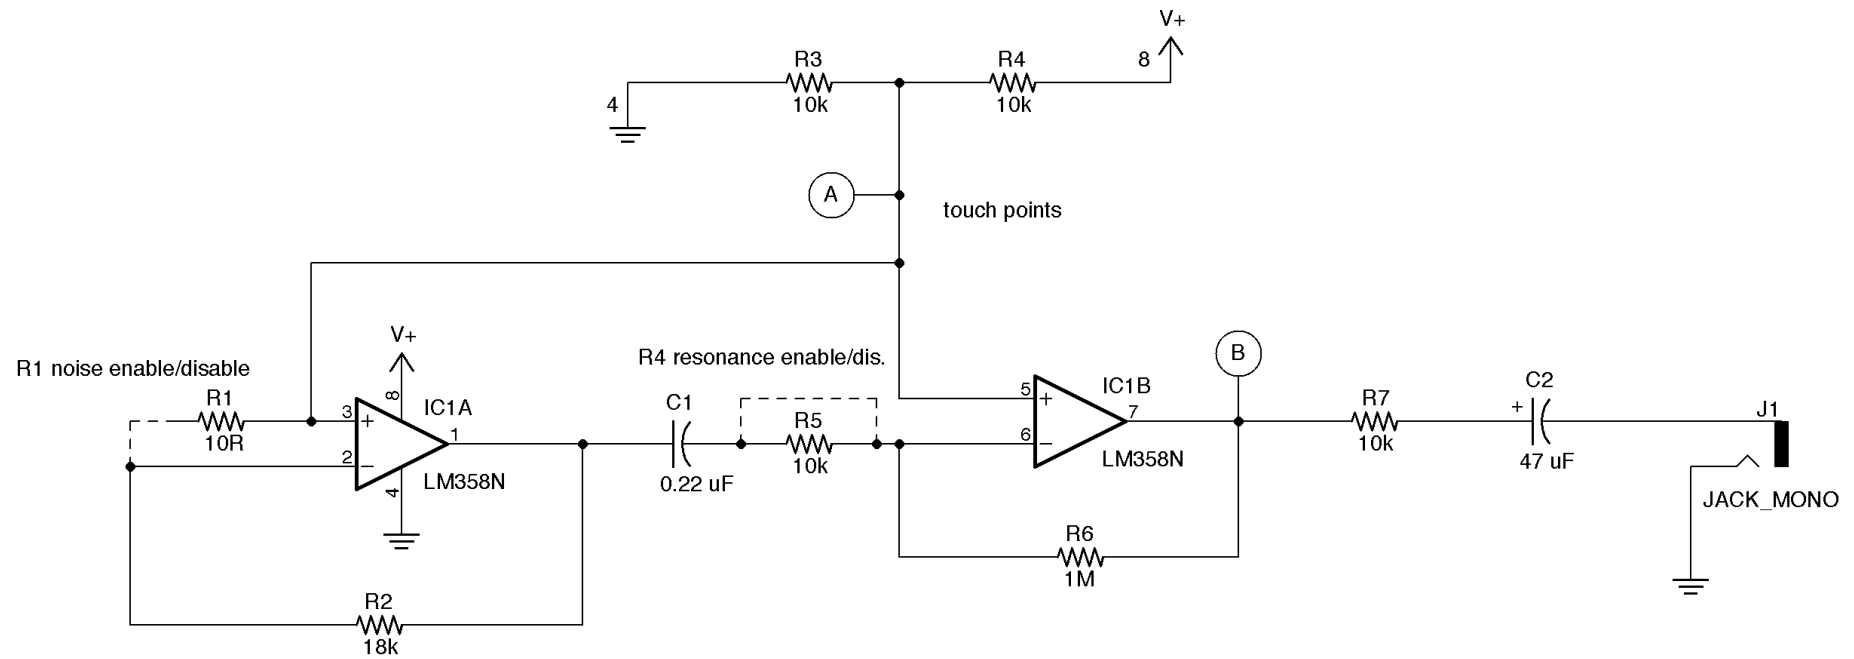 V+
R3
R4
8
10k
10k
4
A
touch points
V+
R1 noise enable/disable
R4 resonance enable/dis.
B
R1
10R
3
+
8
IC1A
2
−
1
4
LM358N
C1
0.22 uF
R5
10k
5
+
IC1B
7
6
−
LM358N
R7
10k
C2
+
47 uF
J1
JACK_MONO
R6
1M
R2
18k